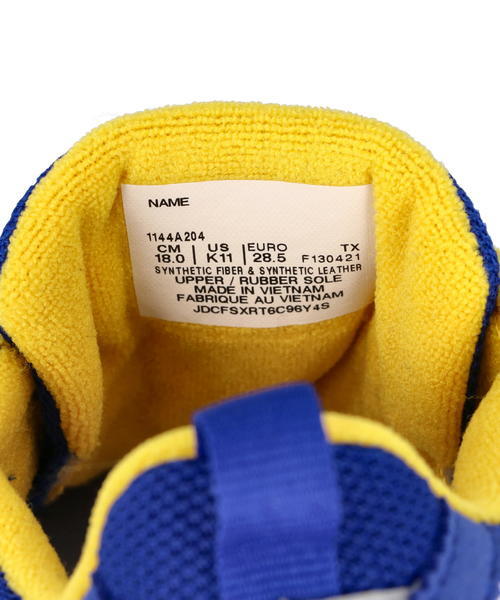 NAME
1144A204
CM US EURO TX
18.0 K11 28.5 F130421
SYNTHETIC FIBER & SYNTHETIC LEATHER
UPPER / RUBBER SOLE
MADE IN VIETNAM
FABRIQUE AU VIETNAM
JDCFSXRT6C96Y4S